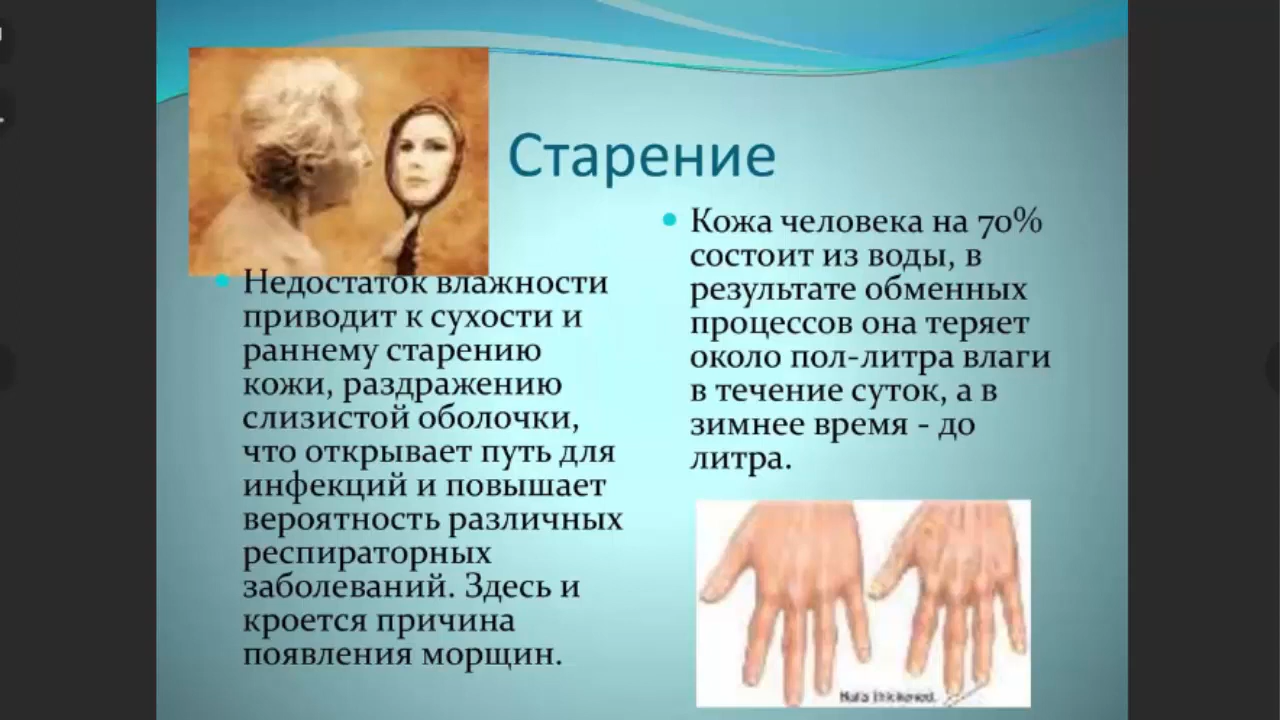 Старение
Недостаток влажности
приводит к сухости и
раннему старению
кожи, раздражению
слизистой оболочки,
что открывает путь для
инфекций и повышает
вероятность различных
респираторных
заболеваний. Здесь и
кроется причина
появления морщин.
Кожа человека на 70%
состоит из воды, в
результате обменных
процессов она теряет
около пол-литра влаги
в течение суток, а в
зимнее время - до
литра.